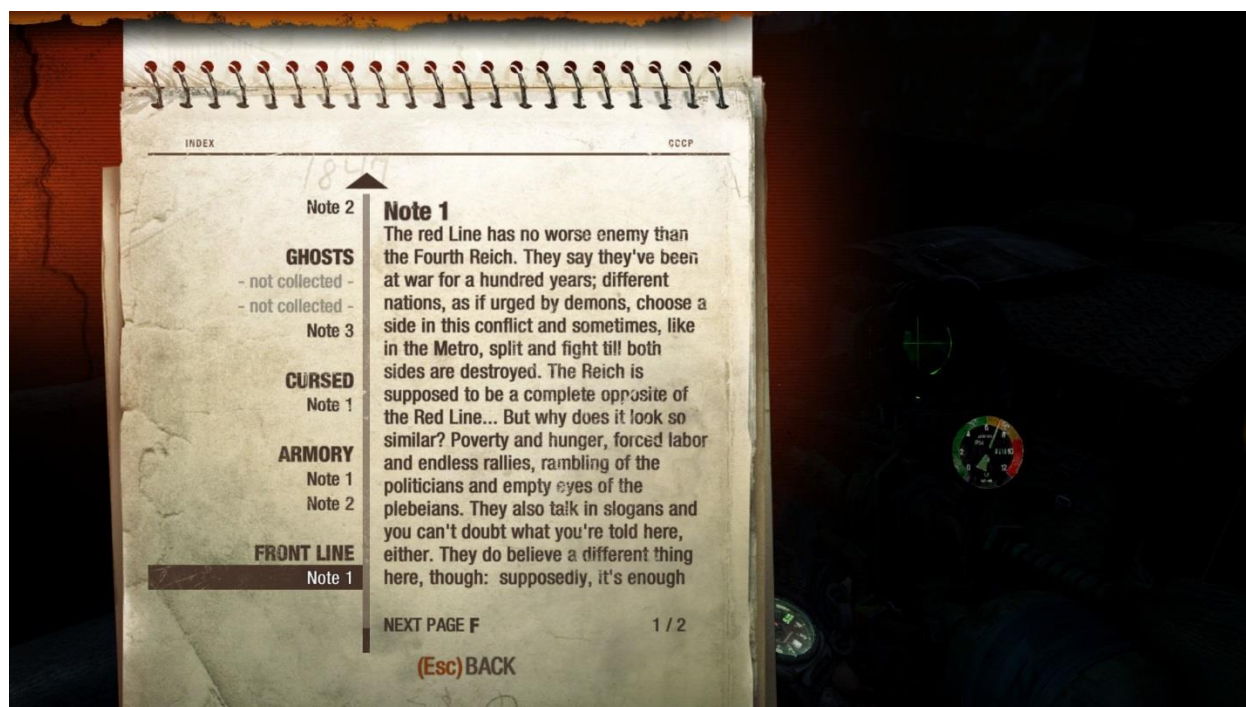 INDEX
CCCP
1847
Note 2
GHOSTS
- not collected -
- not collected -
Note 3
CURSED
Note 1
ARMORY
Note 1
Note 2
FRONT LINE
Note 1
Note 1
The red Line has no worse enemy than
the Fourth Reich. They say they've been
at war for a hundred years; different
nations, as if urged by demons, choose a
side in this conflict and sometimes, like
in the Metro, split and fight till both
sides are destroyed. The Reich is
supposed to be a complete opposite of
the Red Line... But why does it look so
similar? Poverty and hunger, forced labor
and endless rallies, rambling of the
politicians and empty eyes of the
plebeians. They also talk in slogans and
you can't doubt what you're told here,
either. They do believe a different thing
here, though:  supposedly, it's enough
NEXT PAGE F
1 / 2
(Esc) BACK
0
2
4
6
8
12